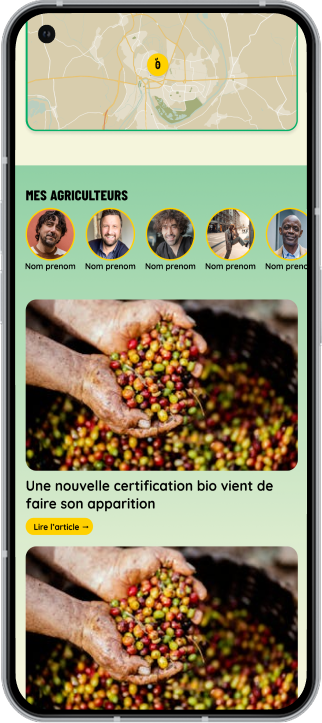 MES AGRICULTEURS
Nom prenom Nom prenom Nom prenom Nom prenom Nom prenc
Une nouvelle certification bio vient de
faire son apparition
Lire l'article →